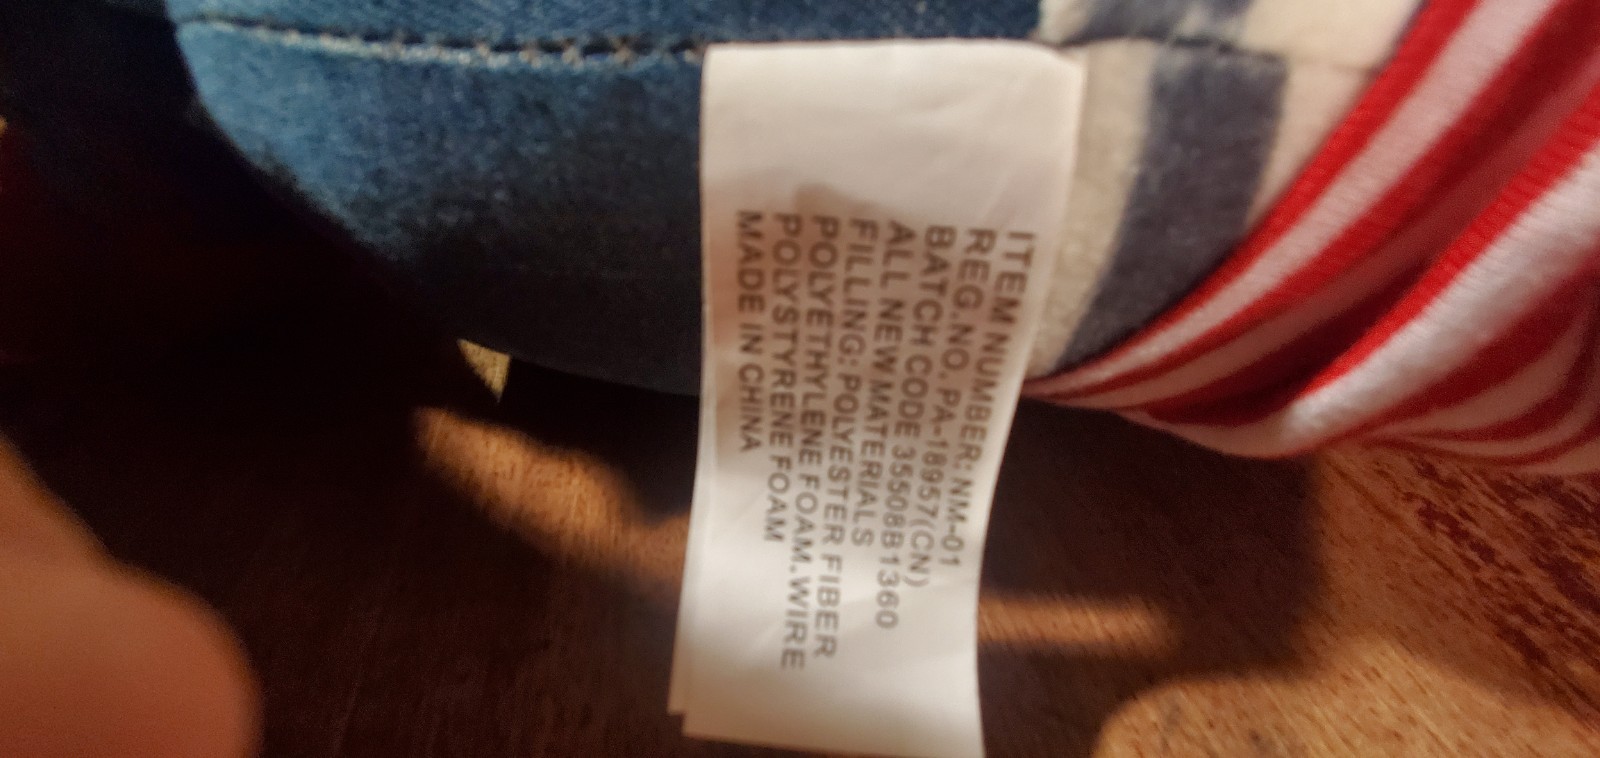 ITEM NUMBER: NM-01
REG.NO. PA-18957(CN)
BATCH CODE 35508B1360
ALL NEW MATERIALS
FILLING: POLYESTER FIBER
POLYETHYLENE FOAM.WIRE
POLYSTYRENE FOAM
MADE IN CHINA